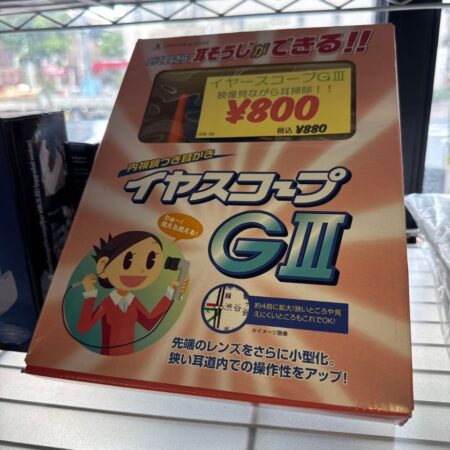 耳そうじができる!!
イヤースコープGⅢ
映像見ながら耳掃除!!
¥800
税込 ¥880
内視鏡つき耳かき
イヤスコープ
GⅢ
わぁ〜!
見える見える!
渋谷
約4倍に拡大!狭いところや見
えにくいところもこれでOK!
※イメージ画像
先端のレンズをさらに小型化。
狭い耳道内での操作性をアップ!